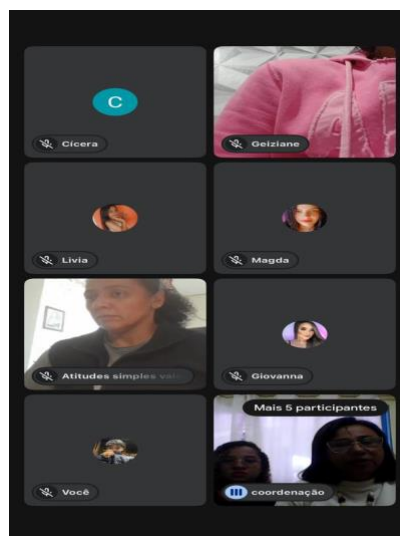 C
Cícera
Geiziane
Livia
Magda
Atitudes simples
Giovanna
Mais 5 participantes
Você
coordenação